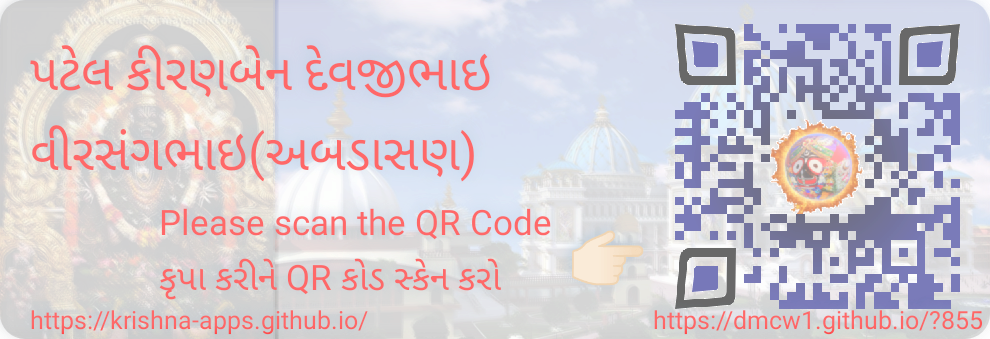 પટેલ કીરણબેન દેવજીભાઇ
વીરસંગભાઇ(અબડાસણ)
Please scan the QR Code
કૃપા કરીને QR કોડ સ્કેન કરો
https://krishna-apps.github.io/
https://dmcw1.github.io/?855